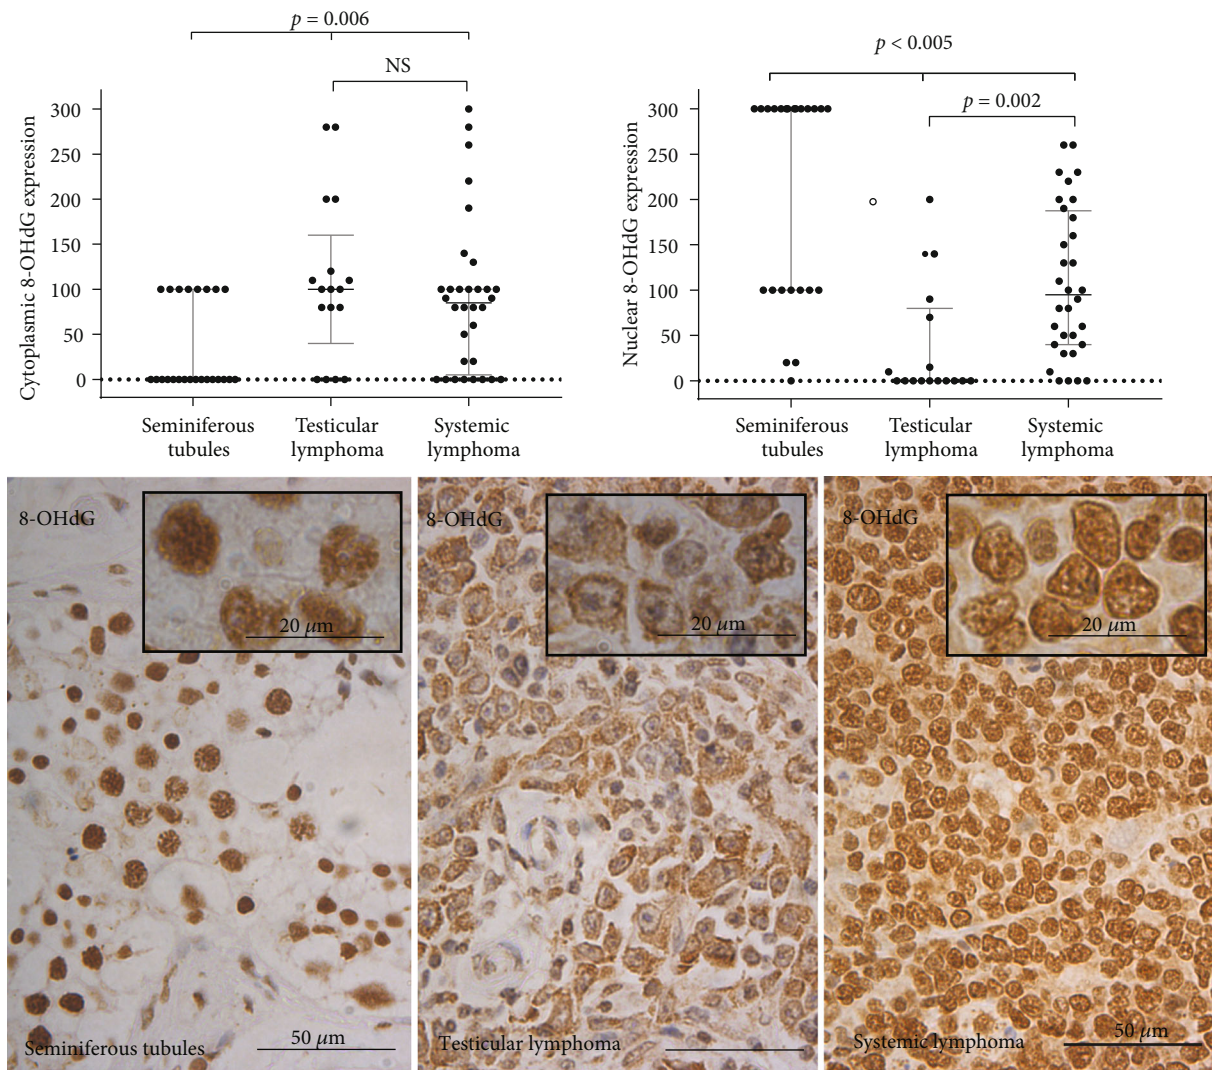 p = 0.006
NS
Cytoplasmic 8-OHdG expression
300
250
200
150
100
50
0
Seminiferous
tubules
Testicular
lymphoma
Systemic
lymphoma
p < 0.005
p = 0.002
Nuclear 8-OHdG expression
300
250
200
150
100
50
0
Seminiferous
tubules
Testicular
lymphoma
Systemic
lymphoma
8-OHdG
20 μm
Seminiferous tubules
50 μm
8-OHdG
20 μm
Testicular lymphoma
8-OHdG
20 μm
Systemic lymphoma
50 μm